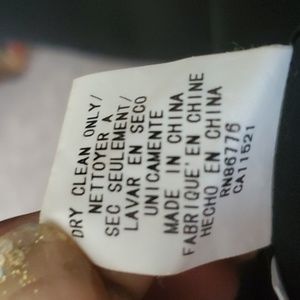 DRY CLEAN ONLY/
NETTOYER A
SEC SEULEMENT/
LAVAR EN SECO
UNICAMENTE
MADE IN CHINA
FABRIQUE' EN CHINE
HECHO EN CHINA
RN86776
CA11521